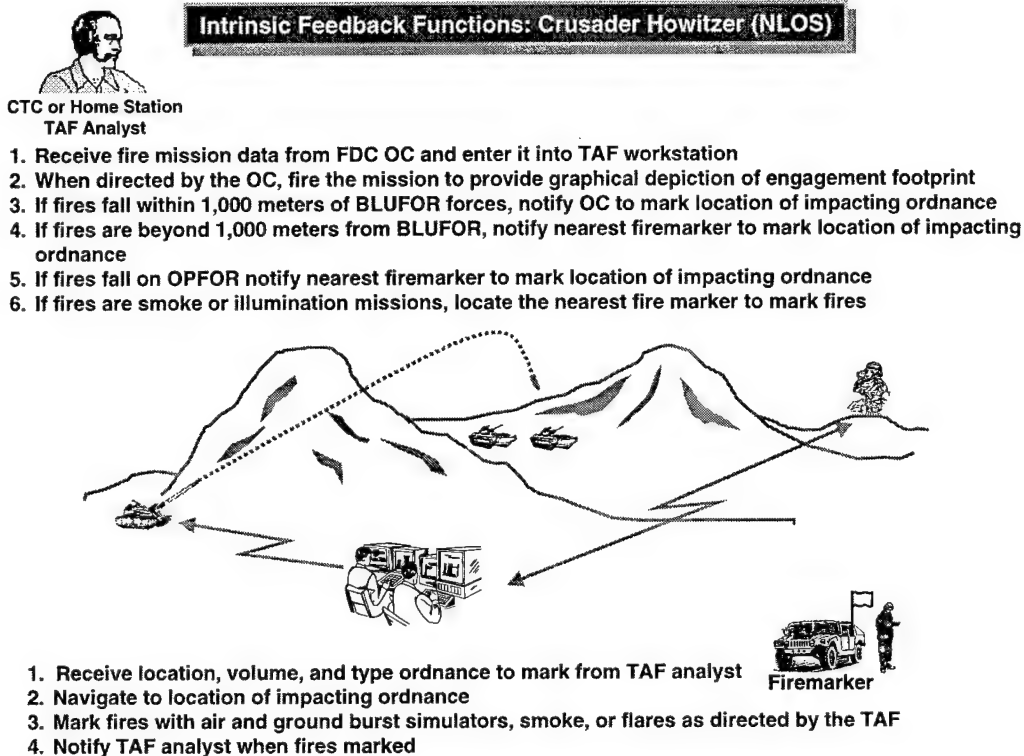 Intrinsic Feedback Functions: Crusader Howitzer (NLOS)
CTC or Home Station
TAF Analyst
1. Receive fire mission data from FDC OC and enter it into TAF workstation
2. When directed by the OC, fire the mission to provide graphical depiction of engagement footprint
3. If fires fall within 1,000 meters of BLUFOR forces, notify OC to mark location of impacting ordnance
4. If fires are beyond 1,000 meters from BLUFOR, notify nearest firemarker to mark location of impacting
ordnance
5. If fires fall on OPFOR notify nearest firemarker to mark location of impacting ordnance
6. If fires are smoke or illumination missions, locate the nearest fire marker to mark fires
Firemarker
1. Receive location, volume, and type ordnance to mark from TAF analyst
2. Navigate to location of impacting ordnance
3. Mark fires with air and ground burst simulators, smoke, or flares as directed by the TAF
4. Notify TAF analyst when fires marked